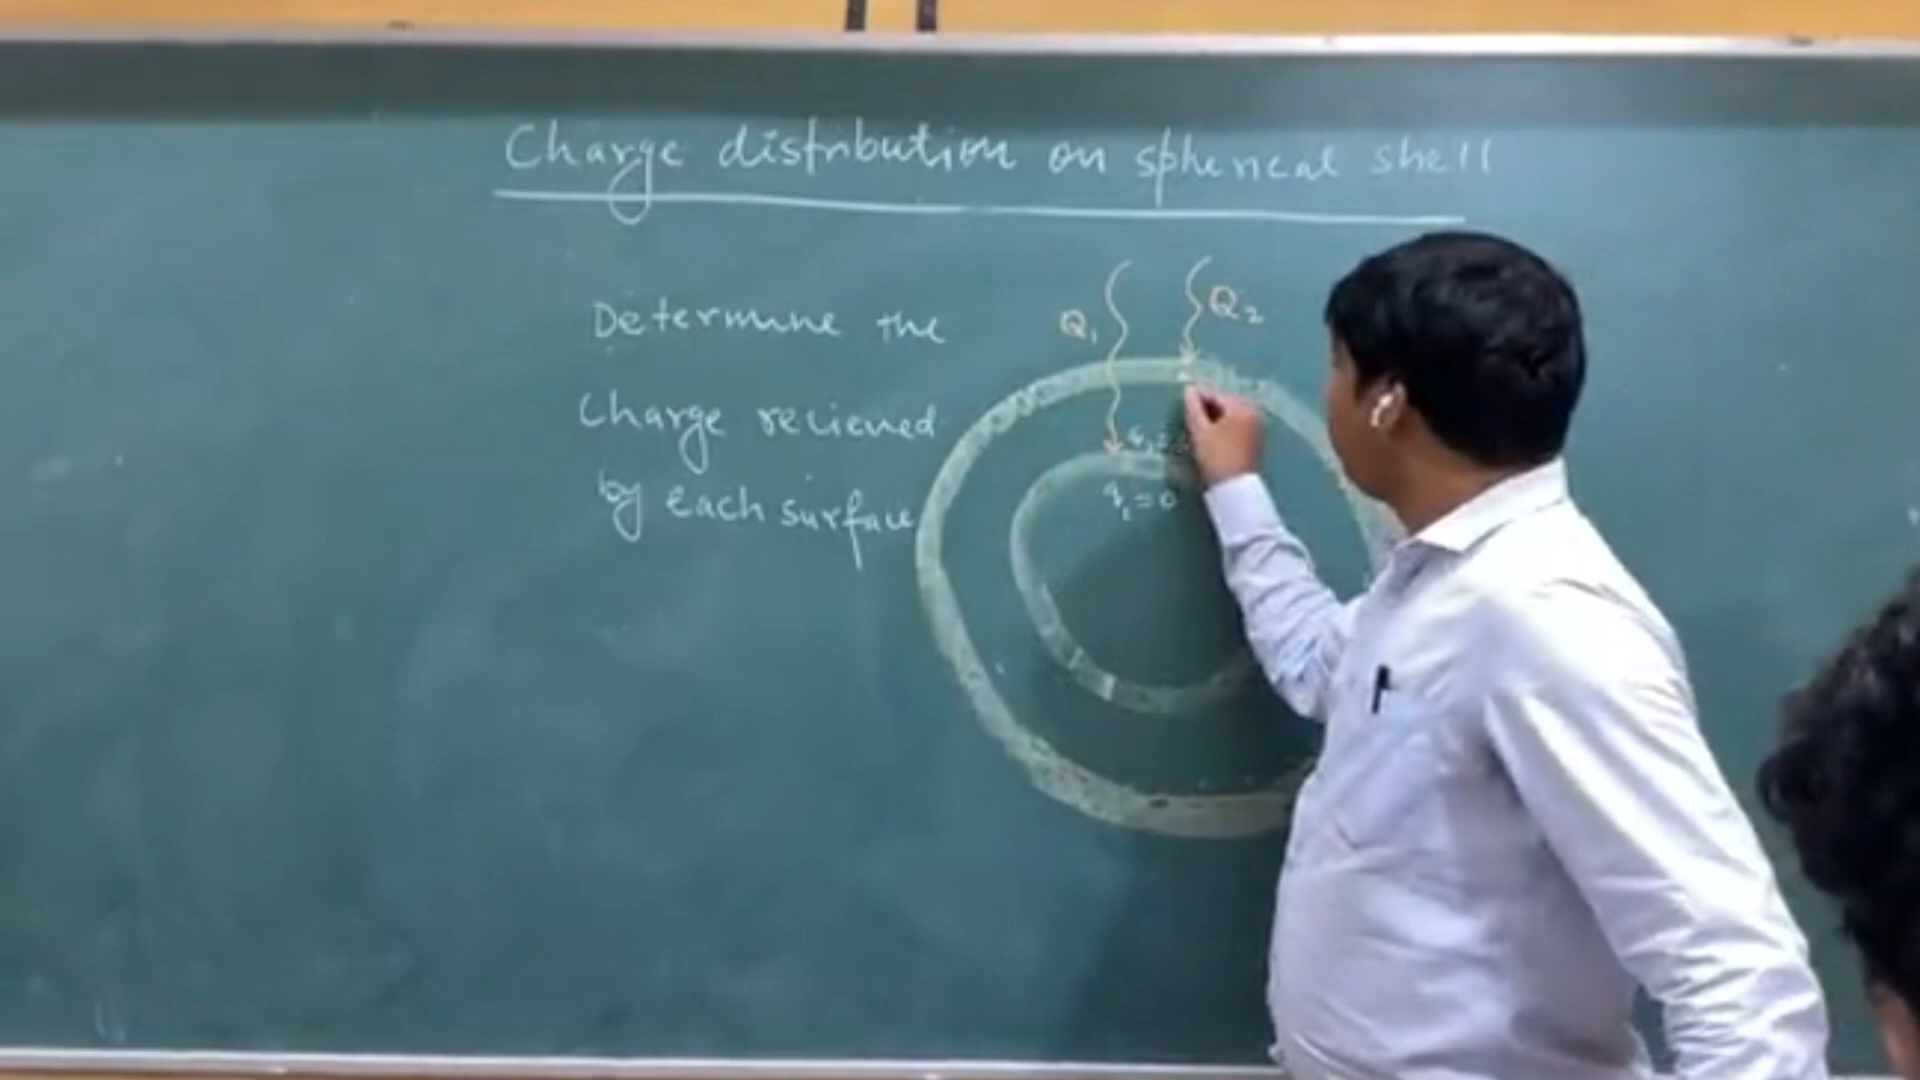 Charge distribution on spherical shell
Q₁
Q₂
Determine the
Charge recieved
by each surface
q₁=0